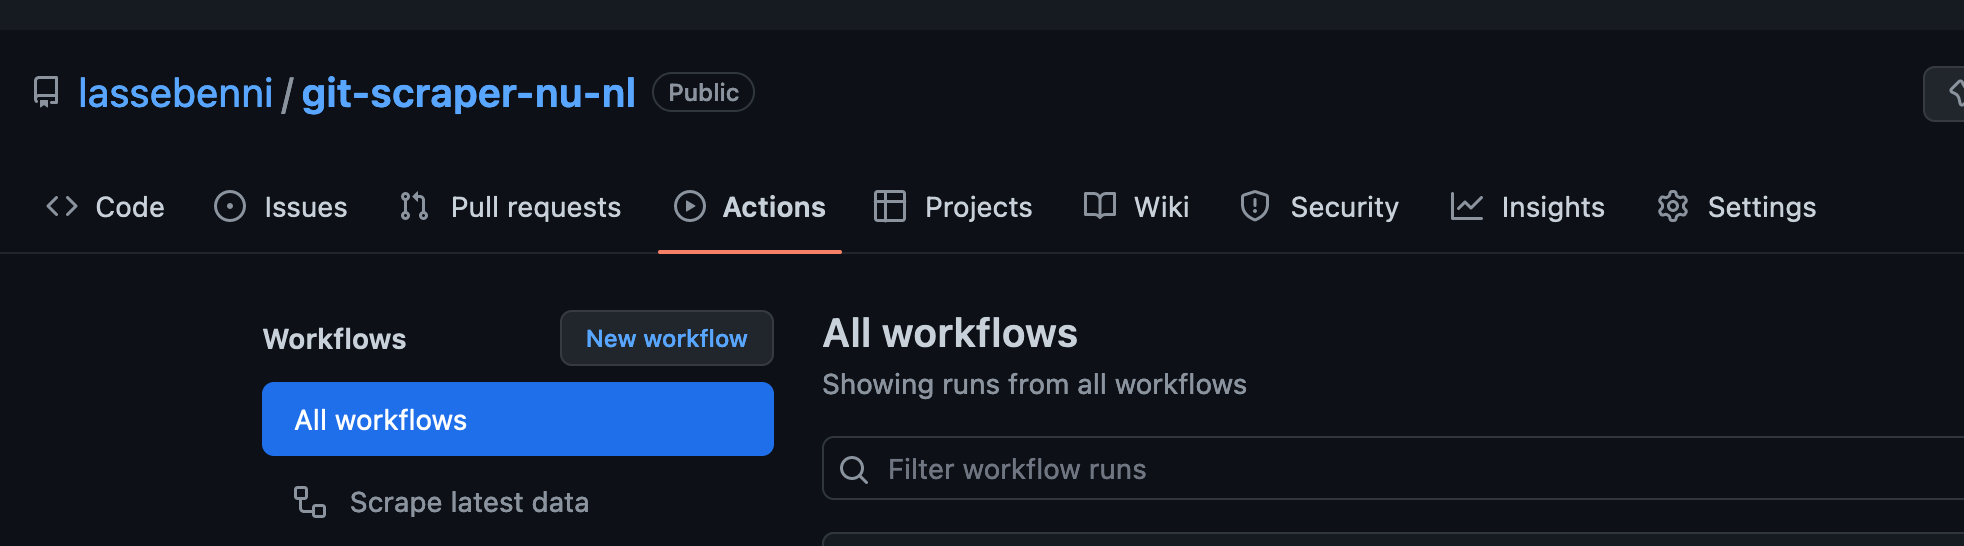 lassebenni / git-scraper-nu-nl Public
Code Issues Pull requests Actions Projects Wiki Security Insights Settings
Workflows New workflow
All workflows
Scrape latest data
All workflows
Showing runs from all workflows
Filter workflow runs